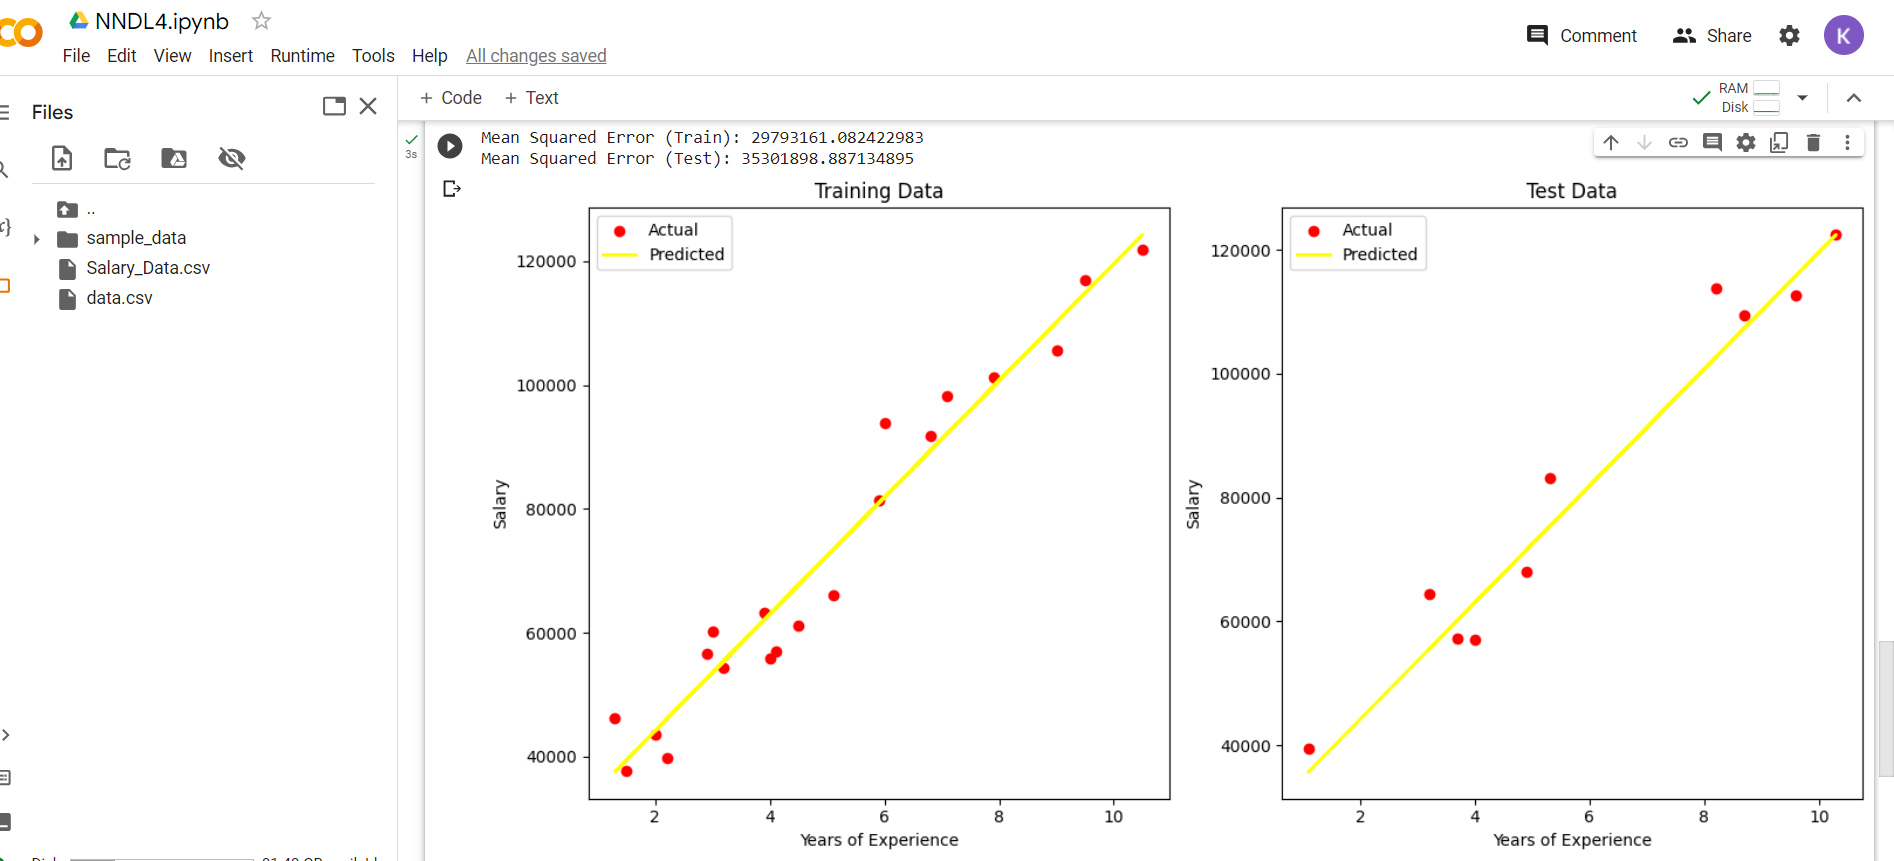 NNDL4.ipynb
File Edit View Insert Runtime Tools Help All changes saved
Comment
Share
K
Files
..
sample_data
Salary_Data.csv
data.csv
+ Code + Text
RAM
Disk
3s
Mean Squared Error (Train): 29793161.082422983
Mean Squared Error (Test): 35301898.887134895
Training Data
Actual
Predicted
120000
100000
80000
60000
40000
Salary
2 4 6 8 10
Years of Experience
Test Data
Actual
Predicted
120000
100000
80000
60000
40000
Salary
2 4 6 8 10
Years of Experience